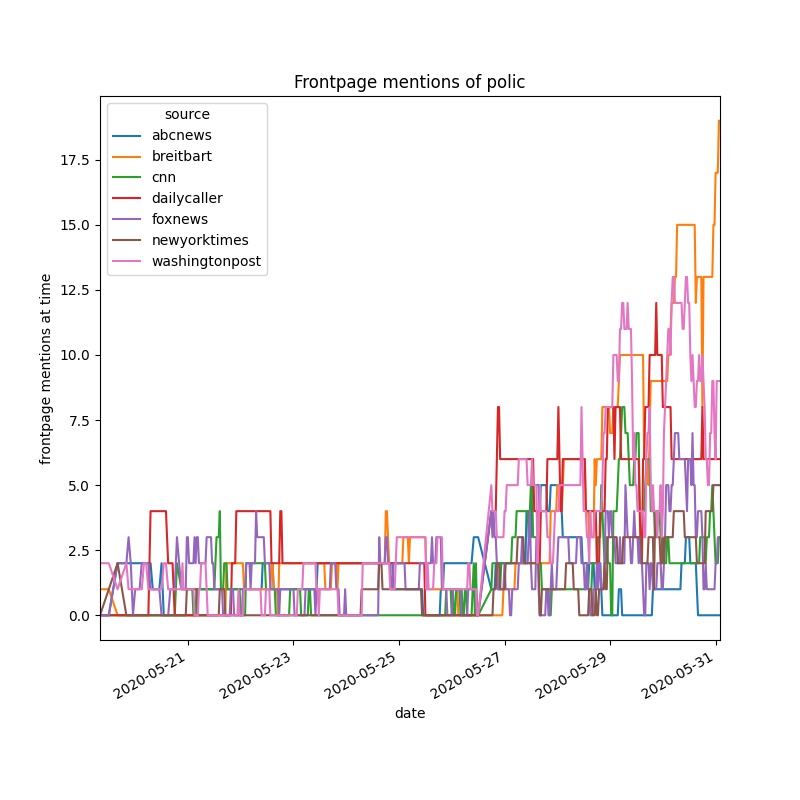 Frontpage mentions of polic
source
abcnews
breitbart
cnn
dailycaller
foxnews
newyorktimes
washingtonpost
frontpage mentions at time
17.5
15.0
12.5
10.0
7.5
5.0
2.5
0.0
2020-05-21
2020-05-23
2020-05-25
2020-05-27
2020-05-29
2020-05-31
date